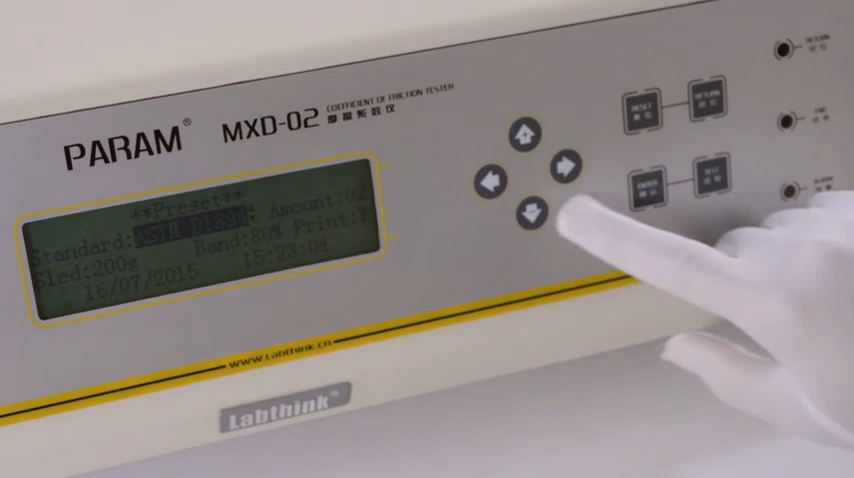 PARAM®
MXD-02
COEFFICIENT OF FRICTION TESTER
摩擦系数仪
**Preset**
Standard:ASTM D1894 Amount:02
Sled:200g Band:80% Print:Y
16/07/2015 15:23:04
RESET
RETURN
ENTER
TEST
www.Labthink.cn
Labthink®